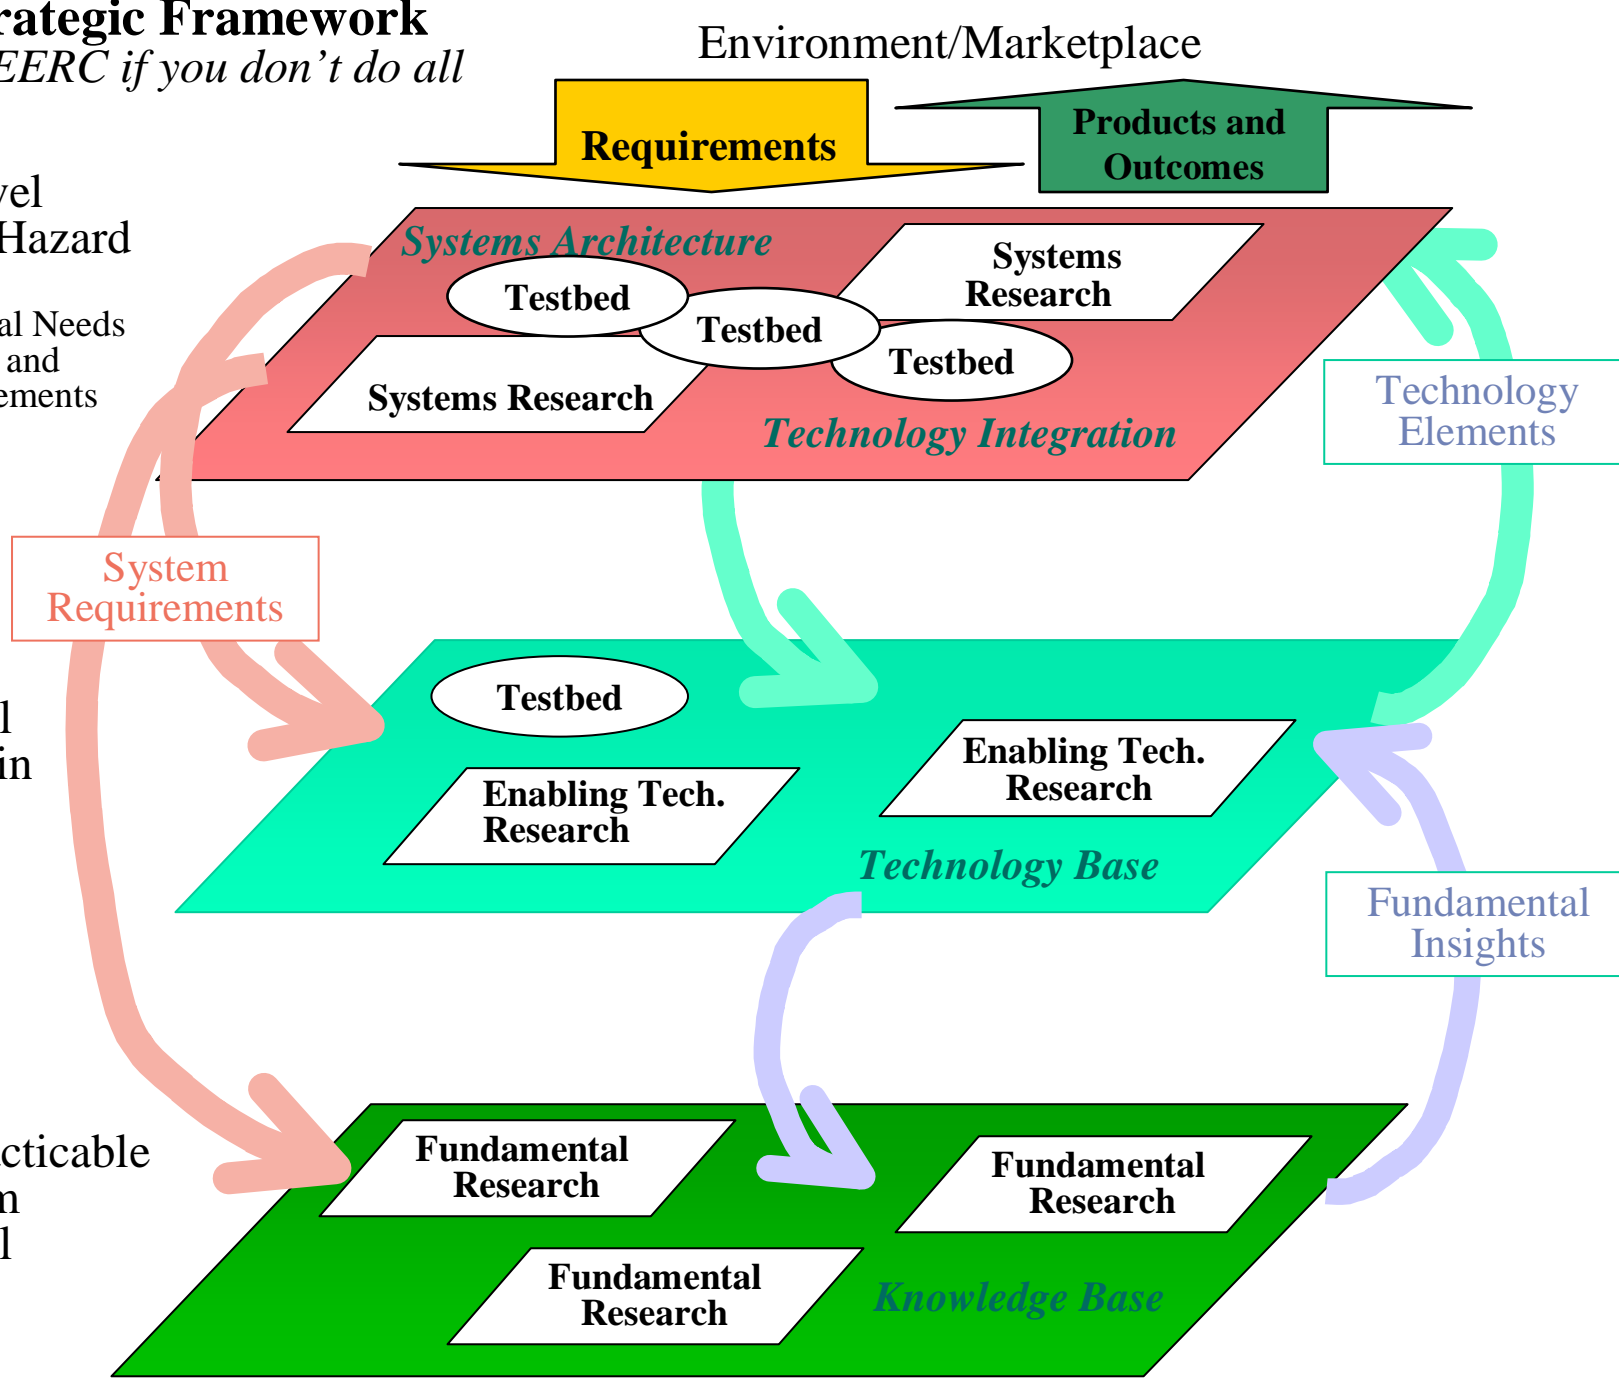 rategic Framework
EERC if you don't do all
Environment/Marketplace
Requirements
Products and
Outcomes
vel
Hazard
al Needs
and
ements
Systems Architecture
Systems
Research
Testbed
Testbed
Testbed
Systems Research
Technology Integration
Technology
Elements
System
Requirements
l
in
Testbed
Enabling Tech.
Research
Enabling Tech.
Research
Technology Base
Fundamental
Insights
cticable
m
l
Fundamental
Research
Fundamental
Research
Fundamental
Research
Knowledge Base